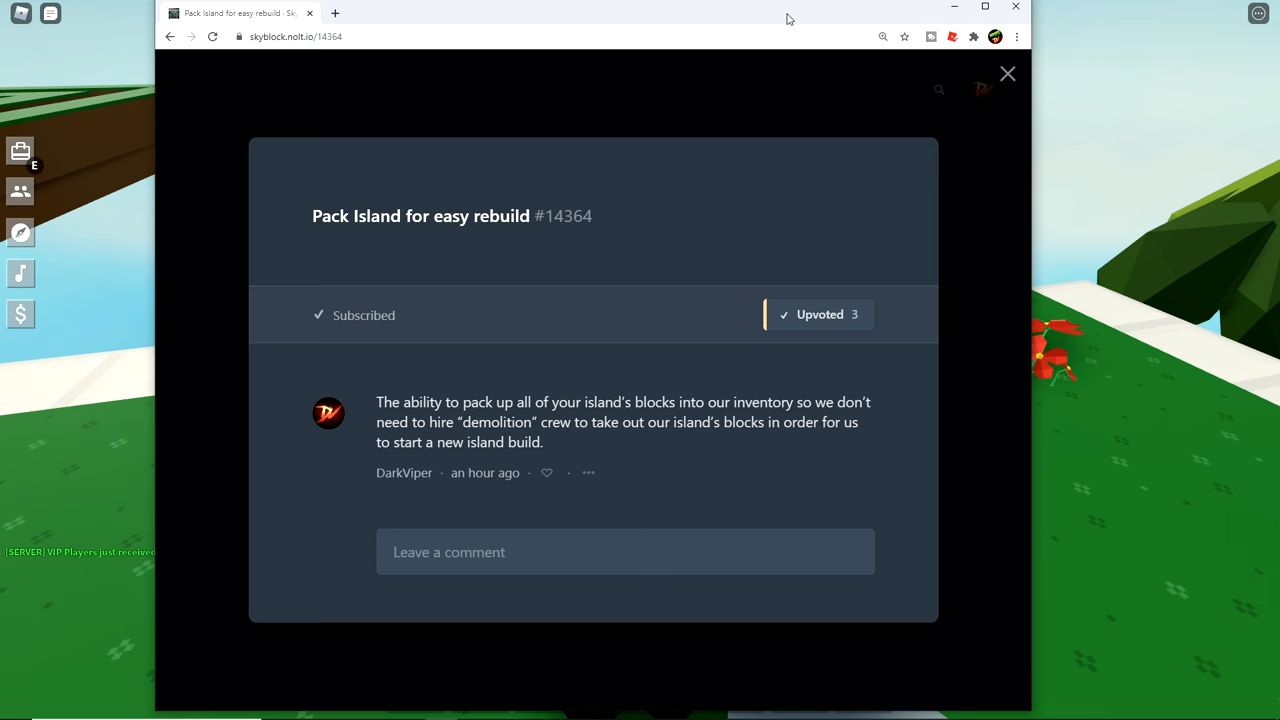 Pack Island for easy rebuild · Sky
skyblock.nolt.io/14364
E
Pack Island for easy rebuild #14364
Subscribed
Upvoted 3
The ability to pack up all of your island's blocks into our inventory so we don't
need to hire “demolition” crew to take out our island's blocks in order for us
to start a new island build.
DarkViper · an hour ago ·
[SERVER] VIP Players just received
Leave a comment